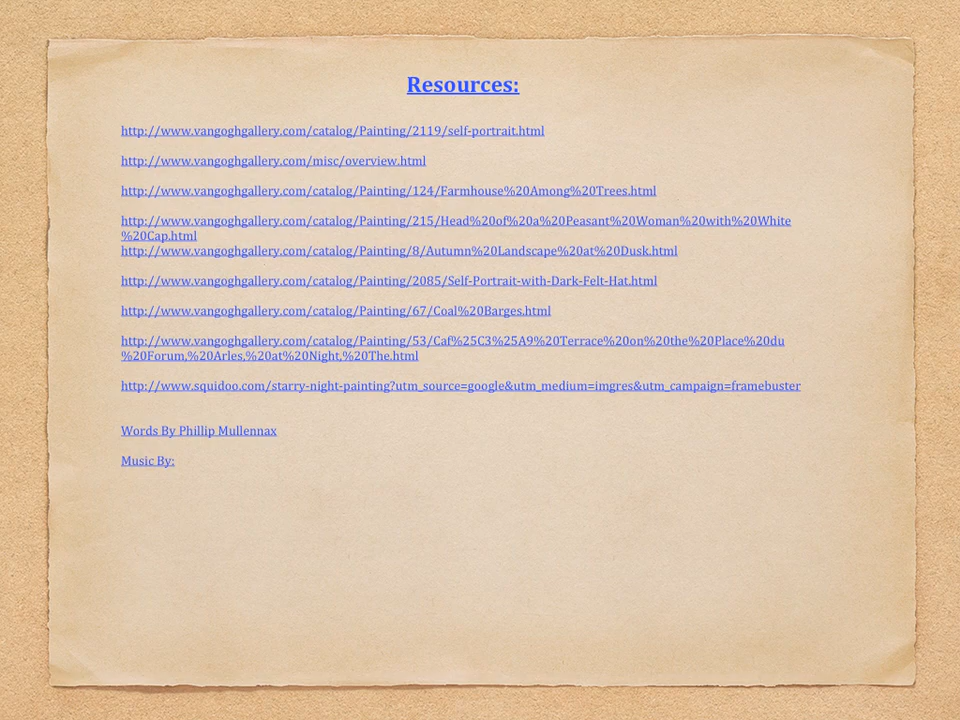 Resources:
http://www.vangoghgallery.com/catalog/Painting/2119/self-portrait.html
http://www.vangoghgallery.com/misc/overview.html
http://www.vangoghgallery.com/catalog/Painting/124/Farmhouse%20Among%20Trees.html
http://www.vangoghgallery.com/catalog/Painting/215/Head%20of%20a%20Peasant%20Woman%20with%20White
%20Cap.html
http://www.vangoghgallery.com/catalog/Painting/8/Autumn%20Landscape%20at%20Dusk.html
http://www.vangoghgallery.com/catalog/Painting/2085/Self-Portrait-with-Dark-Felt-Hat.html
http://www.vangoghgallery.com/catalog/Painting/67/Coal%20Barges.html
http://www.vangoghgallery.com/catalog/Painting/53/Caf%25C3%25A9%20Terrace%20on%20the%20Place%20du
%20Forum,%20Arles,%20at%20Night,%20The.html
http://www.squidoo.com/starry-night-painting?utm_source=google&utm_medium=imgres&utm_campaign=framebuster
Words By Phillip Mullennax
Music By: